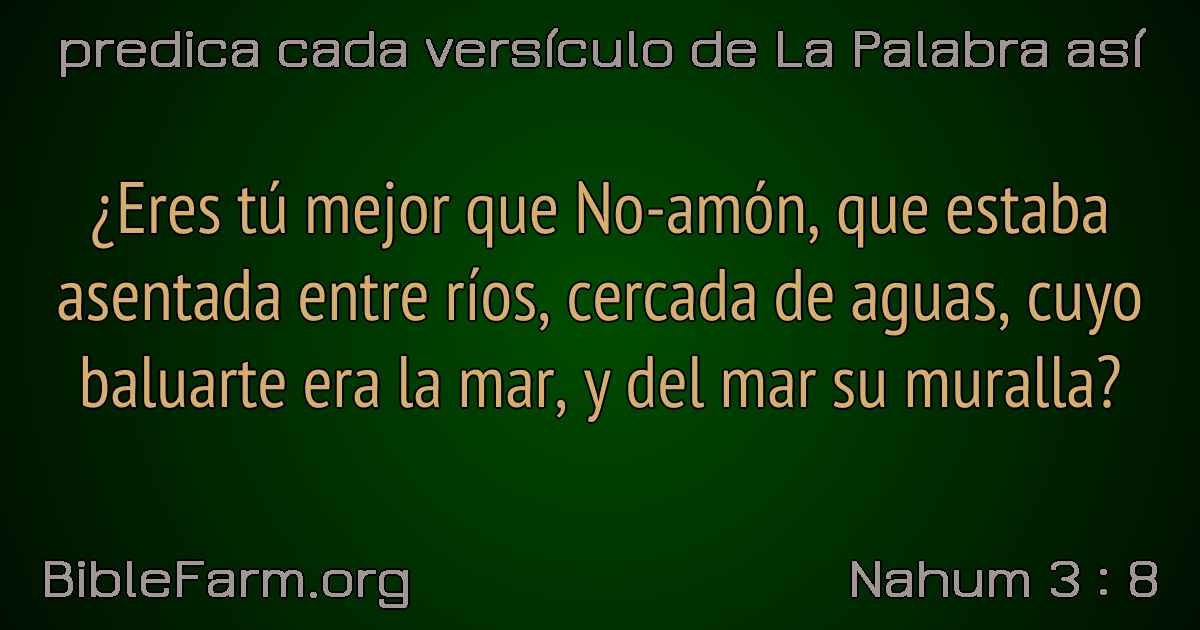 predica cada versículo de La Palabra así
¿Eres tú mejor que No-amón, que estaba
asentada entre ríos, cercada de aguas, cuyo
baluarte era la mar, y del mar su muralla?
BibleFarm.org
Nahum 3 : 8